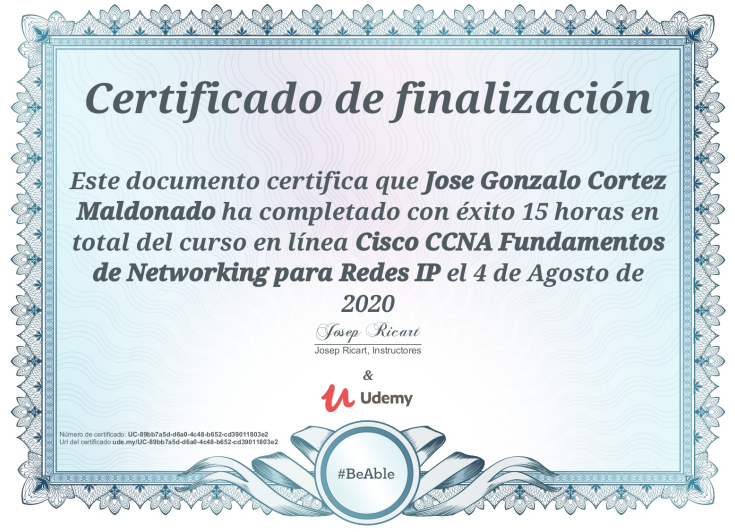 Certificado de finalización
Este documento certifica que Jose Gonzalo Cortez
Maldonado ha completado con éxito 15 horas en
total del curso en línea Cisco CCNA Fundamentos
de Networking para Redes IP el 4 de Agosto de
2020
Josep Ricart
Josep Ricart, Instructores
&
Udemy
Número de certificado: UC-89bb7a5d-d6a0-4c48-b652-cd39011803e2
Url del certificado ude.my/UC-89bb7a5d-d6a0-4c48-b652-cd39011803e2
#BeAble